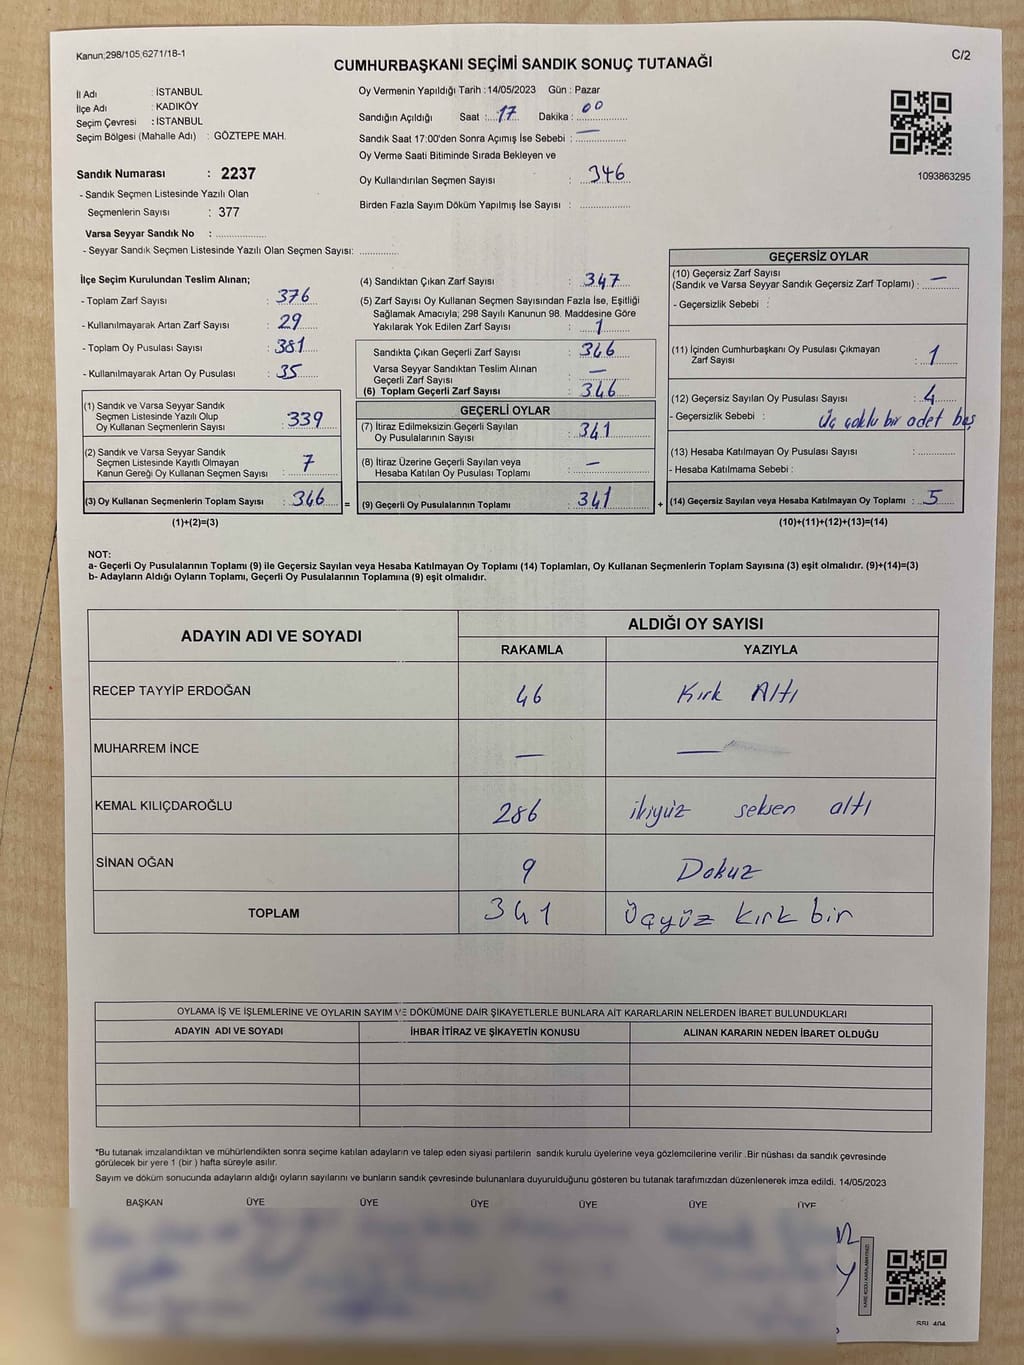 Kanun;298/105,6271/18-1
C/2
CUMHURBAŞKANI SEÇİMİ SANDIK SONUÇ TUTANAĞI
İl Adı : İSTANBUL
İlçe Adı : KADIKÖY
Seçim Çevresi : İSTANBUL
Seçim Bölgesi (Mahalle Adı) : GÖZTEPE MAH.
Sandık Numarası : 2237
- Sandık Seçmen Listesinde Yazılı Olan
Seçmenlerin Sayısı : 377
Varsa Seyyar Sandık No :
- Seyyar Sandık Seçmen Listesinde Yazılı Olan Seçmen Sayısı:
Oy Vermenin Yapıldığı Tarih : 14/05/2023 Gün : Pazar
Sandığın Açıldığı Saat : 17 Dakika : 00
Sandık Saat 17:00'den Sonra Açımış İse Sebebi : —
Oy Verme Saati Bitiminde Sırada Bekleyen ve
Oy Kullandırılan Seçmen Sayısı : 346
Birden Fazla Sayım Döküm Yapılmış İse Sayısı :
1093863295
İlçe Seçim Kurulundan Teslim Alınan;
- Toplam Zarf Sayısı : 376
- Kullanılmayarak Artan Zarf Sayısı : 29
- Toplam Oy Pusulası Sayısı : 381
- Kullanılmayarak Artan Oy Pusulası : 35
(1) Sandık ve Varsa Seyyar Sandık
Seçmen Listesinde Yazılı Olup
Oy Kullanan Seçmenlerin Sayısı : 339
(2) Sandık ve Varsa Seyyar Sandık
Seçmen Listesinde Kayıtlı Olmayan
Kanun Gereği Oy Kullanan Seçmen Sayısı : 7
(3) Oy Kullanan Seçmenlerin Toplam Sayısı : 346 =
(1)+(2)=(3)
(4) Sandıktan Çıkan Zarf Sayısı : 347
(5) Zarf Sayısı Oy Kullanan Seçmen Sayısından Fazla İse, Eşitliği
Sağlamak Amacıyla; 298 Sayılı Kanunun 98. Maddesine Göre
Yakılarak Yok Edilen Zarf Sayısı : 1
Sandıkta Çıkan Geçerli Zarf Sayısı : 346
Varsa Seyyar Sandıktan Teslim Alınan
Geçerli Zarf Sayısı : —
(6) Toplam Geçerli Zarf Sayısı : 346
GEÇERLİ OYLAR
(7) İtiraz Edilmeksizin Geçerli Sayılan
Oy Pusulalarının Sayısı : 341
(8) İtiraz Üzerine Geçerli Sayılan veya
Hesaba Katılan Oy Pusulası Toplamı : —
(9) Geçerli Oy Pusulalarının Toplamı : 341 +
GEÇERSİZ OYLAR
(10) Geçersiz Zarf Sayısı
(Sandık ve Varsa Seyyar Sandık Geçersiz Zarf Toplamı) : —
- Geçersizlik Sebebi :
(11) İçinden Cumhurbaşkanı Oy Pusulası Çıkmayan
Zarf Sayısı : 1
(12) Geçersiz Sayılan Oy Pusulası Sayısı : 4
- Geçersizlik Sebebi : Üç çoklu bir adet boş
(13) Hesaba Katılmayan Oy Pusulası Sayısı :
- Hesaba Katılmama Sebebi :
(14) Geçersiz Sayılan veya Hesaba Katılmayan Oy Toplamı : 5
(10)+(11)+(12)+(13)=(14)
NOT:
a- Geçerli Oy Pusulalarının Toplamı (9) ile Geçersiz Sayılan veya Hesaba Katılmayan Oy Toplamı (14) Toplamları, Oy Kullanan Seçmenlerin Toplam Sayısına (3) eşit olmalıdır. (9)+(14)=(3)
b- Adayların Aldığı Oyların Toplamı, Geçerli Oy Pusulalarının Toplamına (9) eşit olmalıdır.
ADAYIN ADI VE SOYADI
ALDIĞI OY SAYISI
RAKAMLA YAZIYLA
RECEP TAYYİP ERDOĞAN 46 Kırk Altı
MUHARREM İNCE — —
KEMAL KILIÇDAROĞLU 286 ikiyüz seksen altı
SİNAN OĞAN 9 Dokuz
TOPLAM 341 Üçyüz kırk bir
OYLAMA İŞ VE İŞLEMLERİNE VE OYLARIN SAYIM VE DÖKÜMÜNE DAİR ŞİKAYETLERLE BUNLARA AİT KARARLARIN NELERDEN İBARET BULUNDUKLARI
ADAYIN ADI VE SOYADI İHBAR İTİRAZ VE ŞİKAYETİN KONUSU ALINAN KARARIN NEDEN İBARET OLDUĞU
*Bu tutanak imzalandıktan ve mühürlendikten sonra seçime katılan adayların ve talep eden siyasi partilerin sandık kurulu üyelerine veya gözlemcilerine verilir .Bir nüshası da sandık çevresinde
görülecek bir yere 1 (bir ) hafta süreyle asılır.
Sayım ve döküm sonucunda adayların aldığı oyların sayılarını ve bunların sandık çevresinde bulunanlara duyurulduğunu gösteren bu tutanak tarafımızdan düzenlenerek imza edildi. 14/05/2023
BAŞKAN ÜYE ÜYE ÜYE ÜYE ÜYE ÜYE